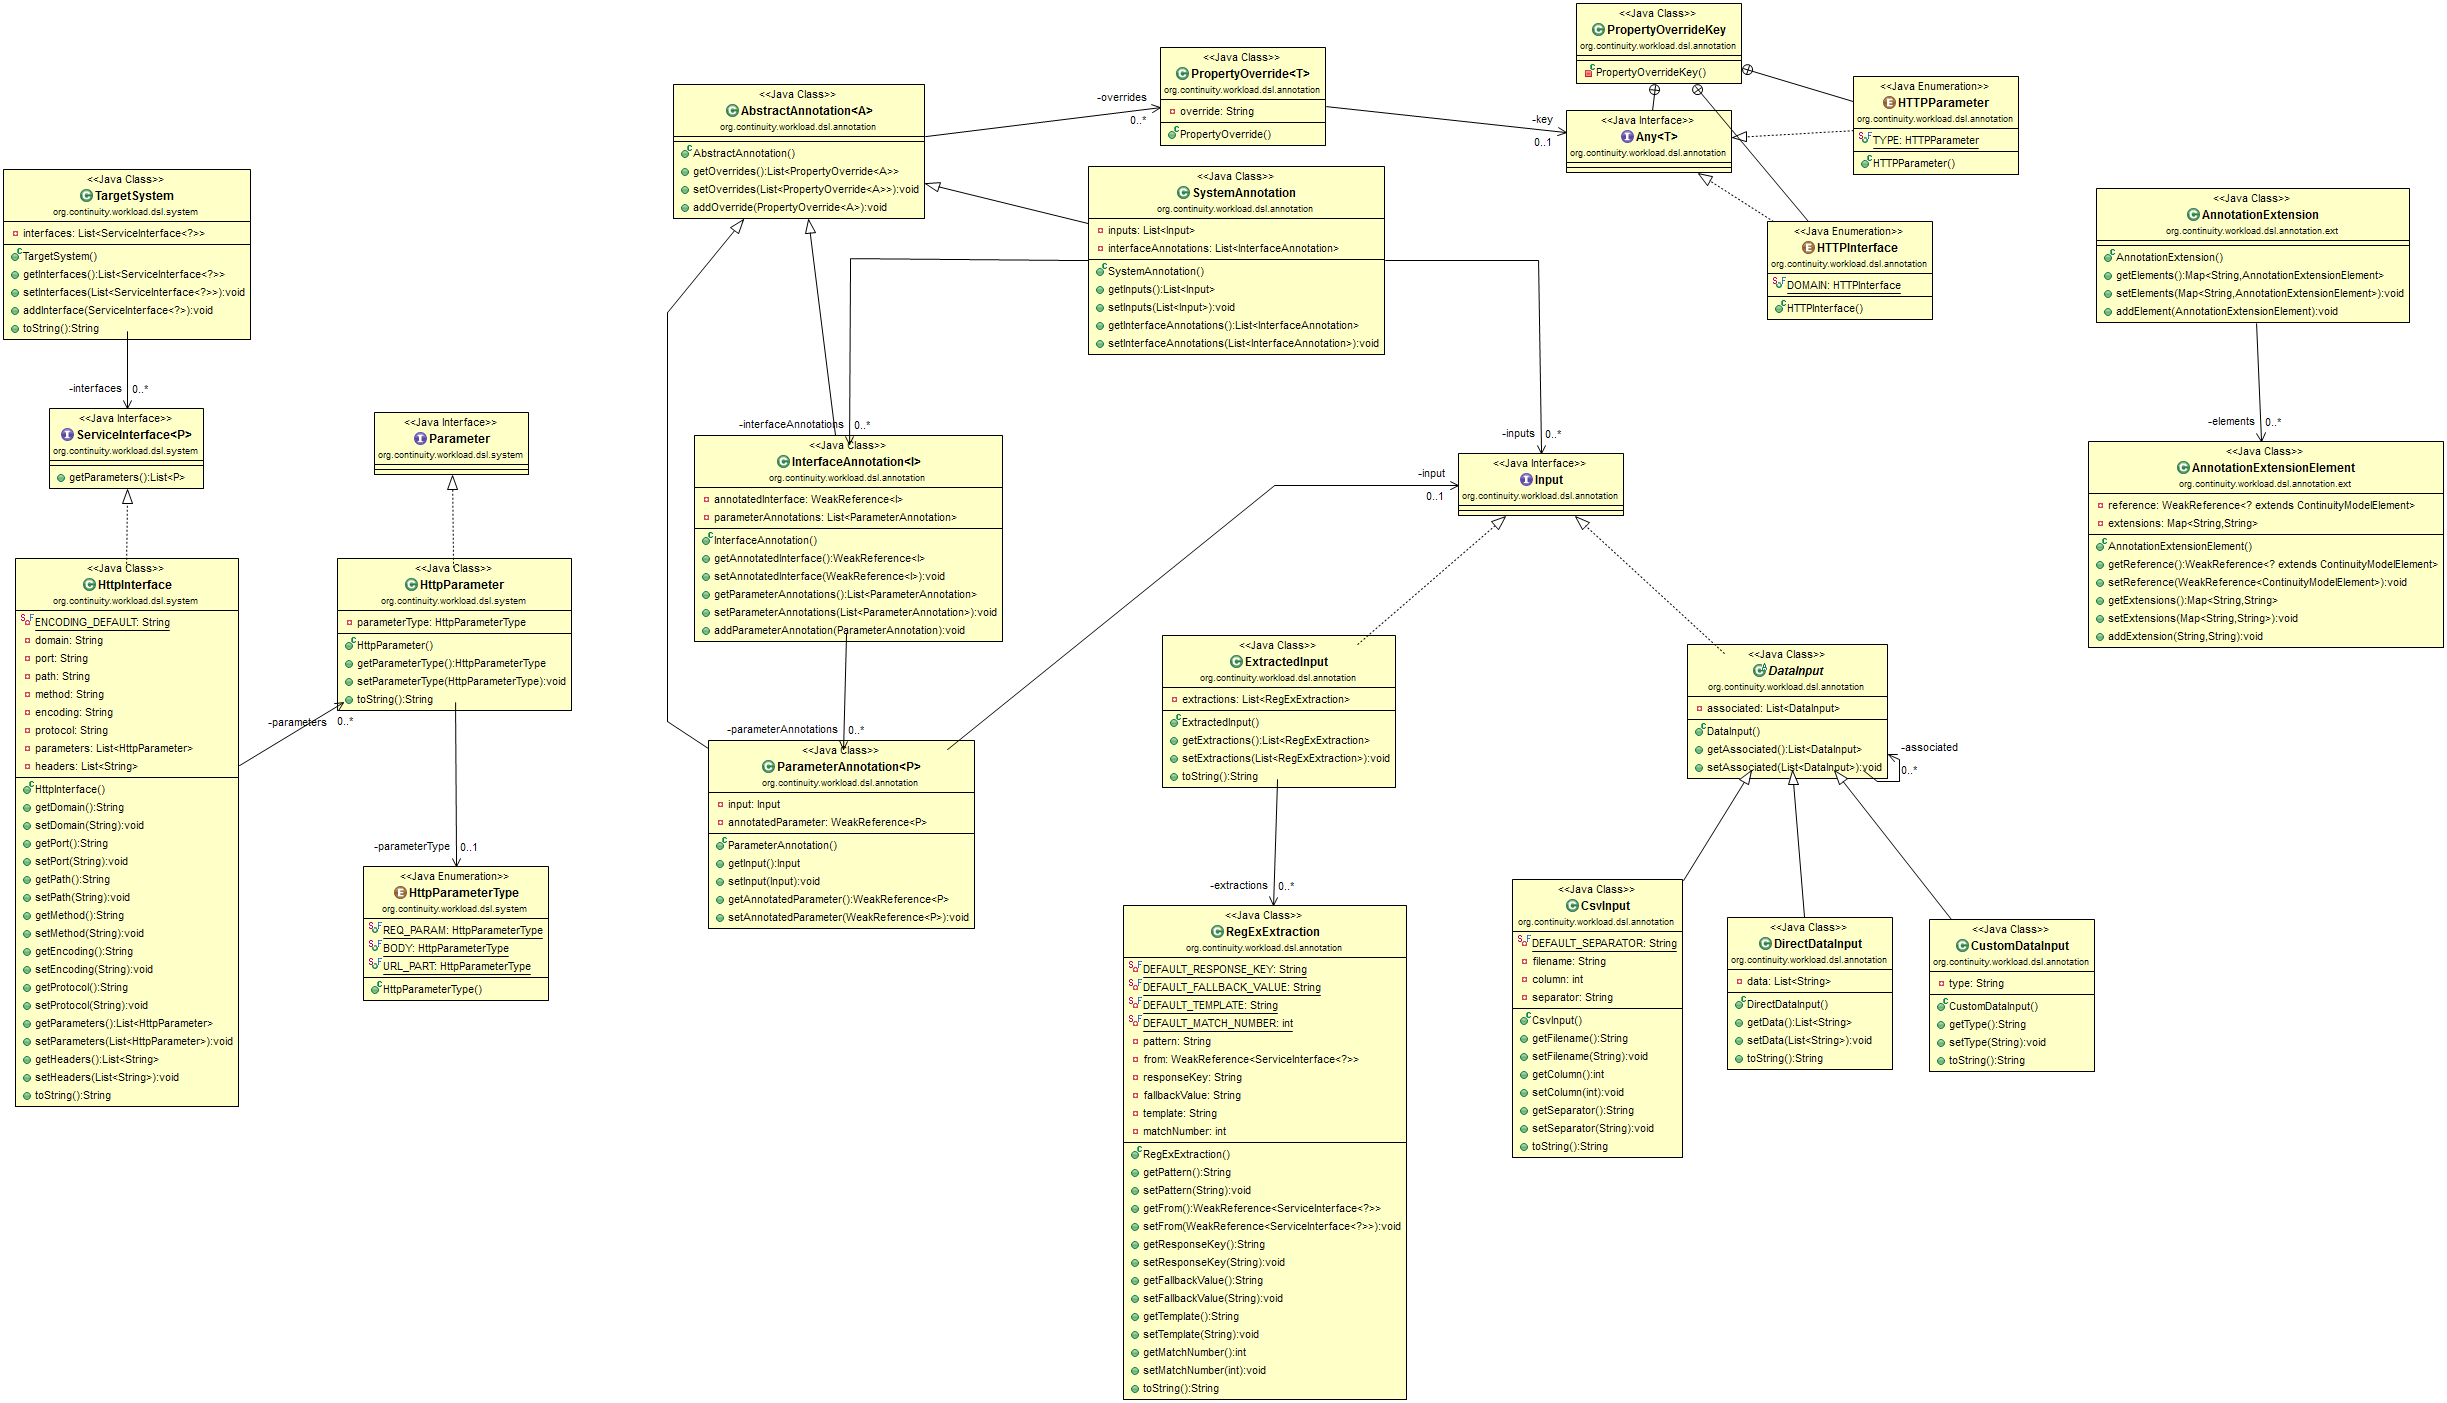 <<Java Class>>
TargetSystem
org.continuity.workload.dsl.system
interfaces: List<ServiceInterface<?>>
TargetSystem()
getInterfaces():List<ServiceInterface<?>>
setInterfaces(List<ServiceInterface<?>>):void
addInterface(ServiceInterface<?>):void
toString():String
-interfaces
0..*
<<Java Interface>>
ServiceInterface<P>
org.continuity.workload.dsl.system
getParameters():List<P>
<<Java Class>>
HttpInterface
org.continuity.workload.dsl.system
ENCODING_DEFAULT: String
domain: String
port: String
path: String
method: String
encoding: String
protocol: String
parameters: List<HttpParameter>
headers: List<String>
HttpInterface()
getDomain():String
setDomain(String):void
getPort():String
setPort(String):void
getPath():String
setPath(String):void
getMethod():String
setMethod(String):void
getEncoding():String
setEncoding(String):void
getProtocol():String
setProtocol(String):void
getParameters():List<HttpParameter>
setParameters(List<HttpParameter>):void
getHeaders():List<String>
setHeaders(List<String>):void
toString():String
-parameters
0..*
<<Java Interface>>
Parameter
org.continuity.workload.dsl.system
<<Java Class>>
HttpParameter
org.continuity.workload.dsl.system
parameterType: HttpParameterType
HttpParameter()
getParameterType():HttpParameterType
setParameterType(HttpParameterType):void
toString():String
-parameterType
0..1
<<Java Enumeration>>
HttpParameterType
org.continuity.workload.dsl.system
REQ_PARAM: HttpParameterType
BODY: HttpParameterType
URL_PART: HttpParameterType
HttpParameterType()
<<Java Class>>
AbstractAnnotation<A>
org.continuity.workload.dsl.annotation
AbstractAnnotation()
getOverrides():List<PropertyOverride<A>>
setOverrides(List<PropertyOverride<A>>):void
addOverride(PropertyOverride<A>):void
-overrides
0..*
<<Java Class>>
PropertyOverride<T>
org.continuity.workload.dsl.annotation
override: String
PropertyOverride()
-key
0..1
<<Java Class>>
PropertyOverrideKey
org.continuity.workload.dsl.annotation
PropertyOverrideKey()
<<Java Interface>>
Any<T>
org.continuity.workload.dsl.annotation
<<Java Enumeration>>
HTTPParameter
org.continuity.workload.dsl.annotation
TYPE: HTTPParameter
HTTPParameter()
<<Java Enumeration>>
HTTPInterface
org.continuity.workload.dsl.annotation
DOMAIN: HTTPInterface
HTTPInterface()
<<Java Class>>
SystemAnnotation
org.continuity.workload.dsl.annotation
inputs: List<Input>
interfaceAnnotations: List<InterfaceAnnotation>
SystemAnnotation()
getInputs():List<Input>
setInputs(List<Input>):void
getInterfaceAnnotations():List<InterfaceAnnotation>
setInterfaceAnnotations(List<InterfaceAnnotation>):void
-interfaceAnnotations
0..*
<<Java Class>>
InterfaceAnnotation<I>
org.continuity.workload.dsl.annotation
annotatedInterface: WeakReference<I>
parameterAnnotations: List<ParameterAnnotation>
InterfaceAnnotation()
getAnnotatedInterface():WeakReference<I>
setAnnotatedInterface(WeakReference<I>):void
getParameterAnnotations():List<ParameterAnnotation>
setParameterAnnotations(List<ParameterAnnotation>):void
addParameterAnnotation(ParameterAnnotation):void
-parameterAnnotations
0..*
<<Java Class>>
ParameterAnnotation<P>
org.continuity.workload.dsl.annotation
input: Input
annotatedParameter: WeakReference<P>
ParameterAnnotation()
getInput():Input
setInput(Input):void
getAnnotatedParameter():WeakReference<P>
setAnnotatedParameter(WeakReference<P>):void
-inputs
0..*
-input
0..1
<<Java Interface>>
Input
org.continuity.workload.dsl.annotation
<<Java Class>>
ExtractedInput
org.continuity.workload.dsl.annotation
extractions: List<RegExExtraction>
ExtractedInput()
getExtractions():List<RegExExtraction>
setExtractions(List<RegExExtraction>):void
toString():String
-extractions
0..*
<<Java Class>>
RegExExtraction
org.continuity.workload.dsl.annotation
DEFAULT_RESPONSE_KEY: String
DEFAULT_FALLBACK_VALUE: String
DEFAULT_TEMPLATE: String
DEFAULT_MATCH_NUMBER: int
pattern: String
from: WeakReference<ServiceInterface<?>>
responseKey: String
fallbackValue: String
template: String
matchNumber: int
RegExExtraction()
getPattern():String
setPattern(String):void
getFrom():WeakReference<ServiceInterface<?>>
setFrom(WeakReference<ServiceInterface<?>>):void
getResponseKey():String
setResponseKey(String):void
getFallbackValue():String
setFallbackValue(String):void
getTemplate():String
setTemplate(String):void
getMatchNumber():int
setMatchNumber(int):void
toString():String
<<Java Class>>
DataInput
org.continuity.workload.dsl.annotation
associated: List<DataInput>
DataInput()
getAssociated():List<DataInput>
setAssociated(List<DataInput>):void
-associated
0..*
<<Java Class>>
CsvInput
org.continuity.workload.dsl.annotation
DEFAULT_SEPARATOR: String
filename: String
column: int
separator: String
CsvInput()
getFilename():String
setFilename(String):void
getColumn():int
setColumn(int):void
getSeparator():String
setSeparator(String):void
toString():String
<<Java Class>>
DirectDataInput
org.continuity.workload.dsl.annotation
data: List<String>
DirectDataInput()
getData():List<String>
setData(List<String>):void
toString():String
<<Java Class>>
CustomDataInput
org.continuity.workload.dsl.annotation
type: String
CustomDataInput()
getType():String
setType(String):void
toString():String
<<Java Class>>
AnnotationExtension
org.continuity.workload.dsl.annotation.ext
AnnotationExtension()
getElements():Map<String,AnnotationExtensionElement>
setElements(Map<String,AnnotationExtensionElement>):void
addElement(AnnotationExtensionElement):void
-elements
0..*
<<Java Class>>
AnnotationExtensionElement
org.continuity.workload.dsl.annotation.ext
reference: WeakReference<? extends ContinuityModelElement>
extensions: Map<String,String>
AnnotationExtensionElement()
getReference():WeakReference<? extends ContinuityModelElement>
setReference(WeakReference<ContinuityModelElement>):void
getExtensions():Map<String,String>
setExtensions(Map<String,String>):void
addExtension(String,String):void